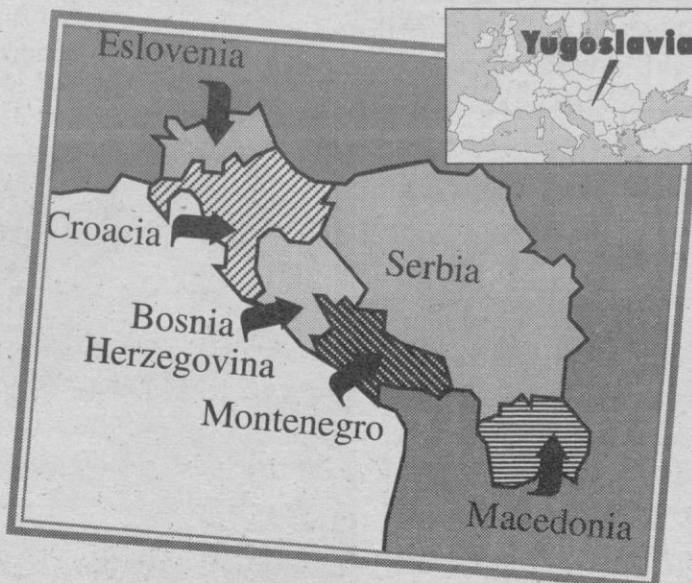 Eslovenia
Yugoslavia
Croacia
Serbia
Bosnia
Herzegovina
Montenegro
Macedonia